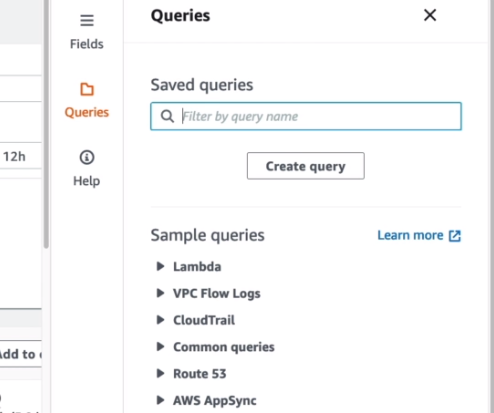 Queries
Fields
Saved queries
Queries
Filter by query name
12h
Create query
Help
Sample queries
Learn more
Lambda
VPC Flow Logs
CloudTrail
Common queries
Add to
Route 53
AWS AppSync